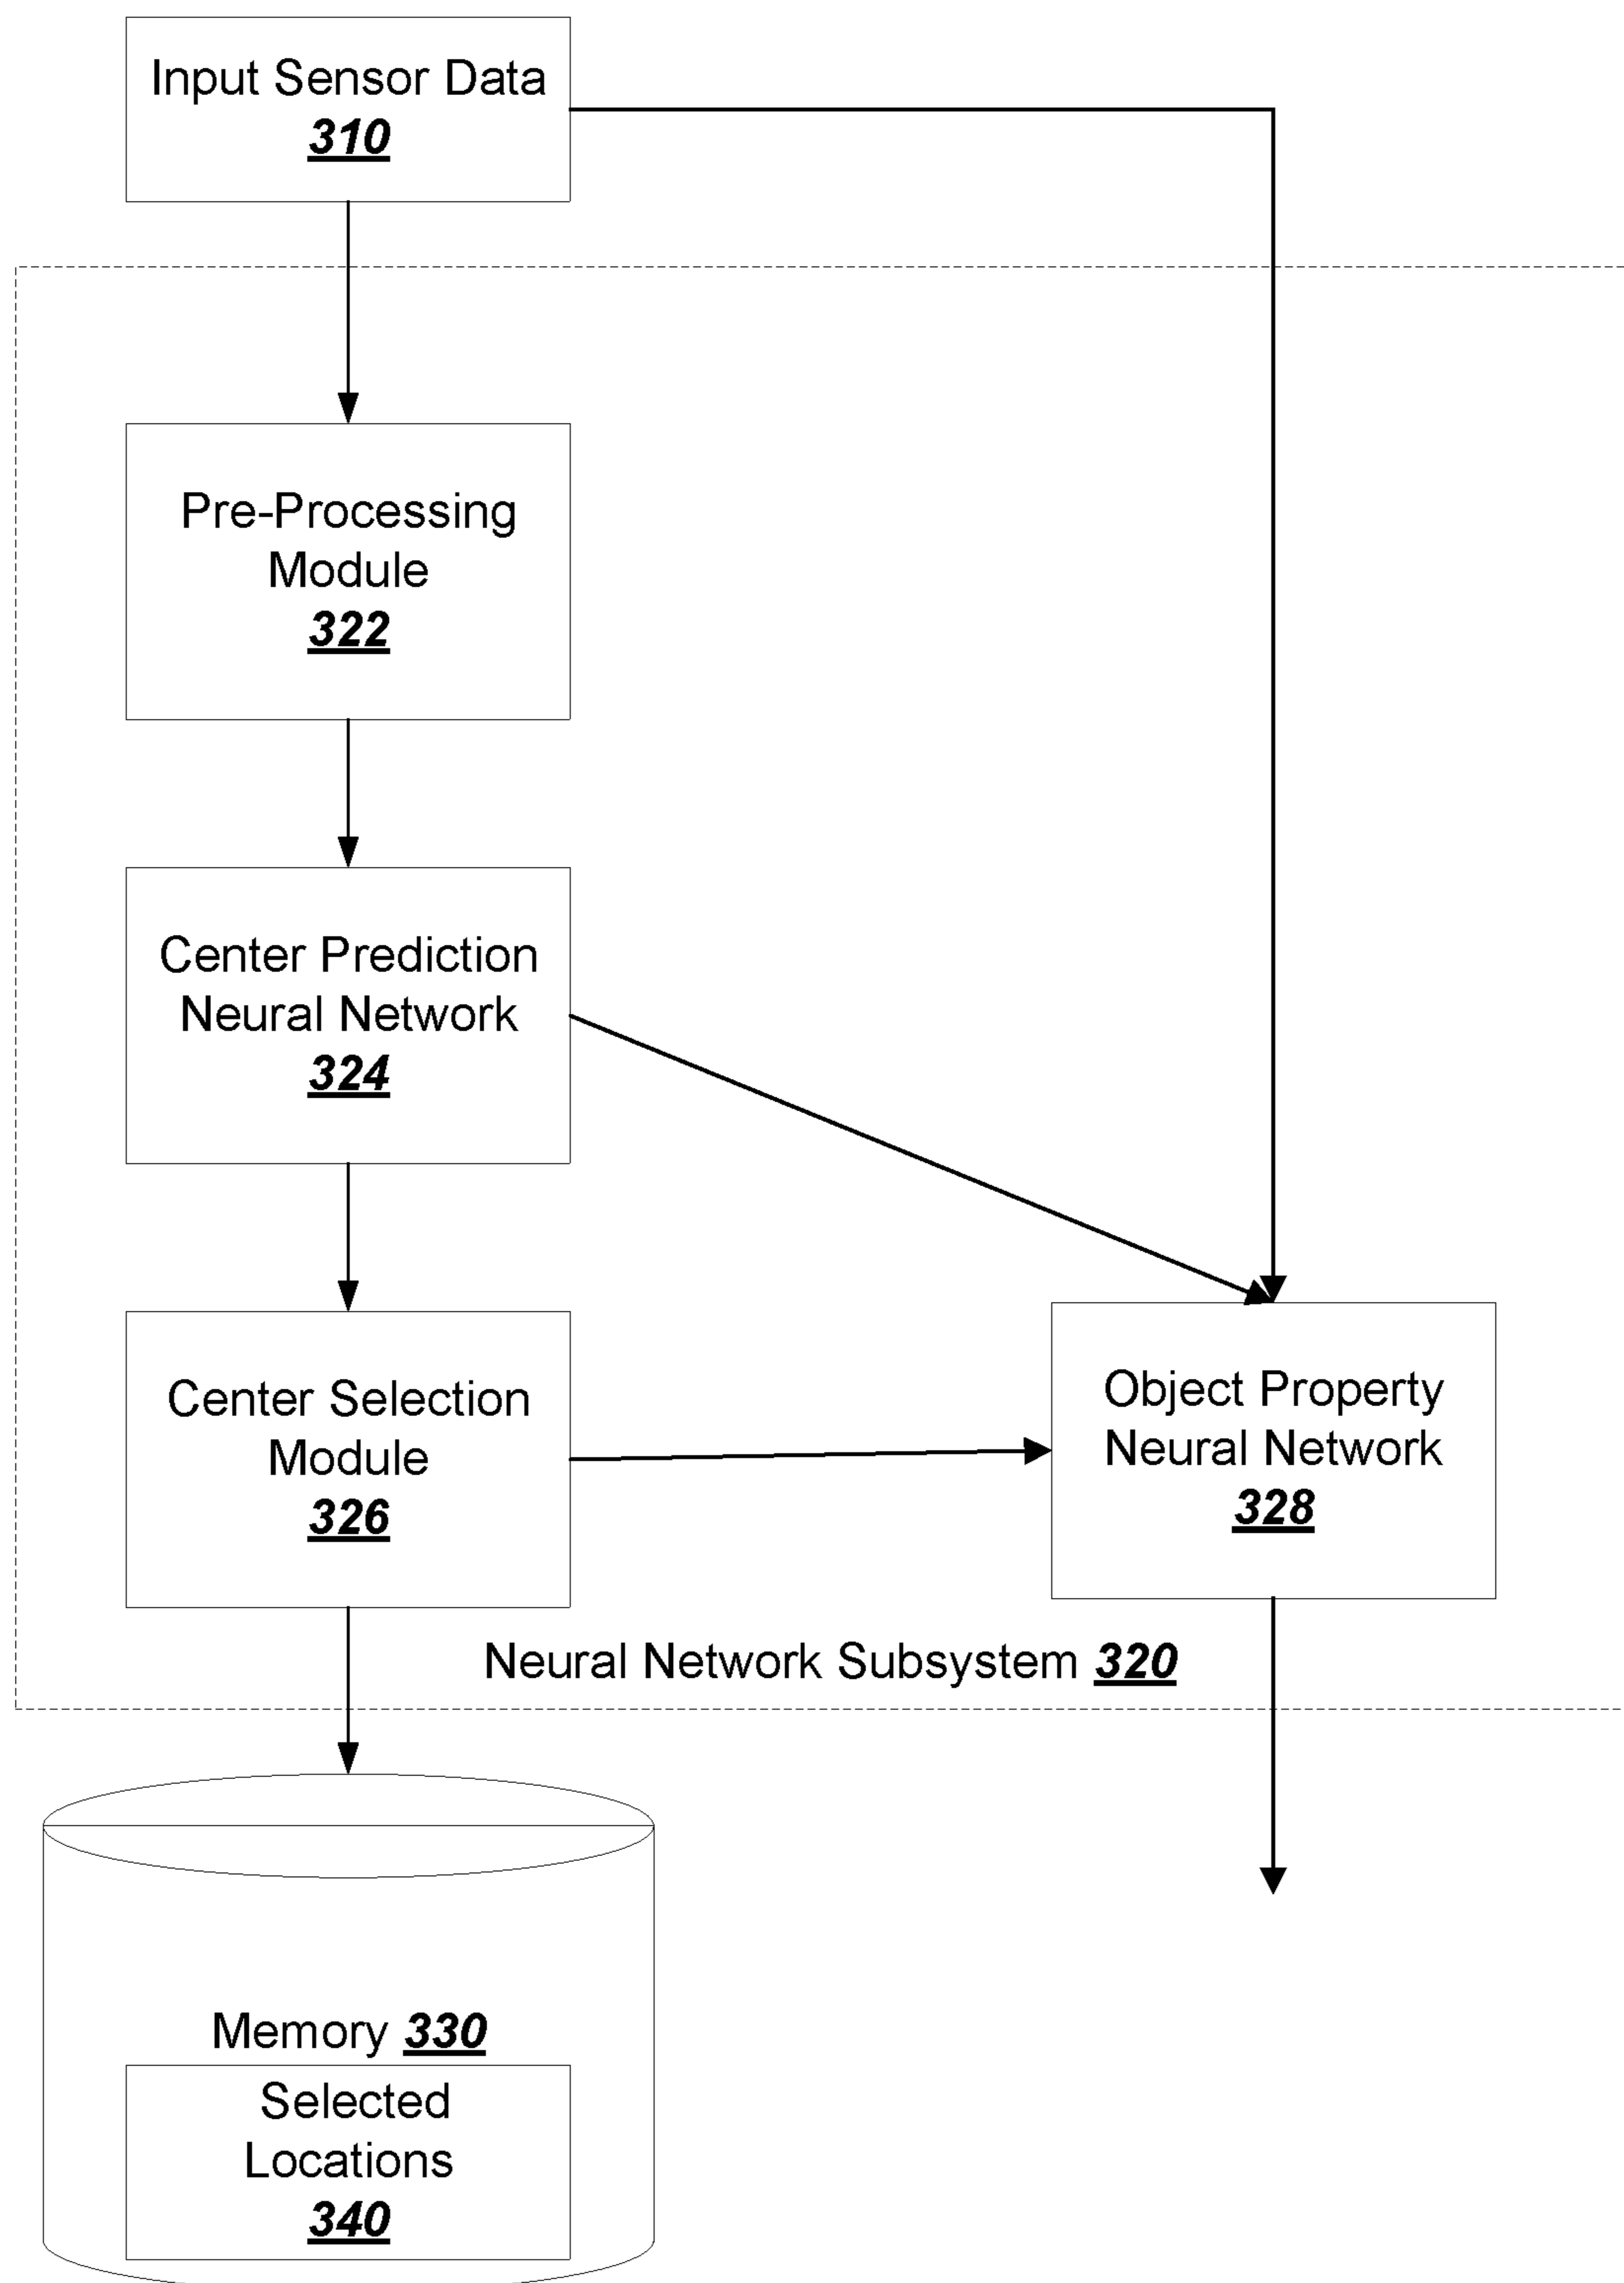 Input Sensor Data
310
Pre-Processing
Module
322
Center Prediction
Neural Network
324
Center Selection
Module
326
Object Property
Neural Network
328
Neural Network Subsystem 320
Memory 330
Selected
Locations
340